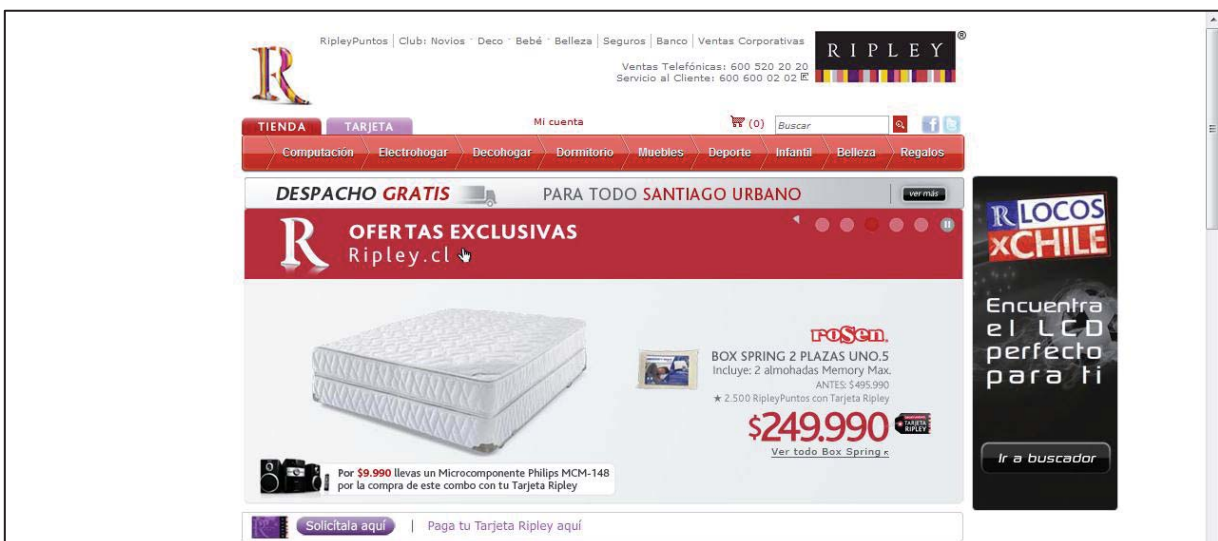 RipleyPuntos | Club: Novios - Deco - Bebé - Belleza | Seguros | Banco | Ventas Corporativas
RIPLEY®
Ventas Telefónicas: 600 520 20 20
Servicio al Cliente: 600 600 02 02
R
TIENDA TARJETA Mi cuenta (0) Buscar f
Computación Electrohogar Decohogar Dormitorio Muebles Deporte Infantil Belleza Regalos
DESPACHO GRATIS PARA TODO SANTIAGO URBANO ver más
R OFERTAS EXCLUSIVAS
Ripley.cl
rosen.
BOX SPRING 2 PLAZAS UNO.5
Incluye: 2 almohadas Memory Max.
ANTES: $495.990
★ 2.500 RipleyPuntos con Tarjeta Ripley
$249.990 TARJETA RIPLEY
Ver todo Box Spring
Por $9.990 llevas un Microcomponente Philips MCM-148
por la compra de este combo con tu Tarjeta Ripley
R LOCOS
xCHILE
Encuentra
el LCD
perfecto
para ti
Ir a buscador
Solicítala aquí | Paga tu Tarjeta Ripley aquí